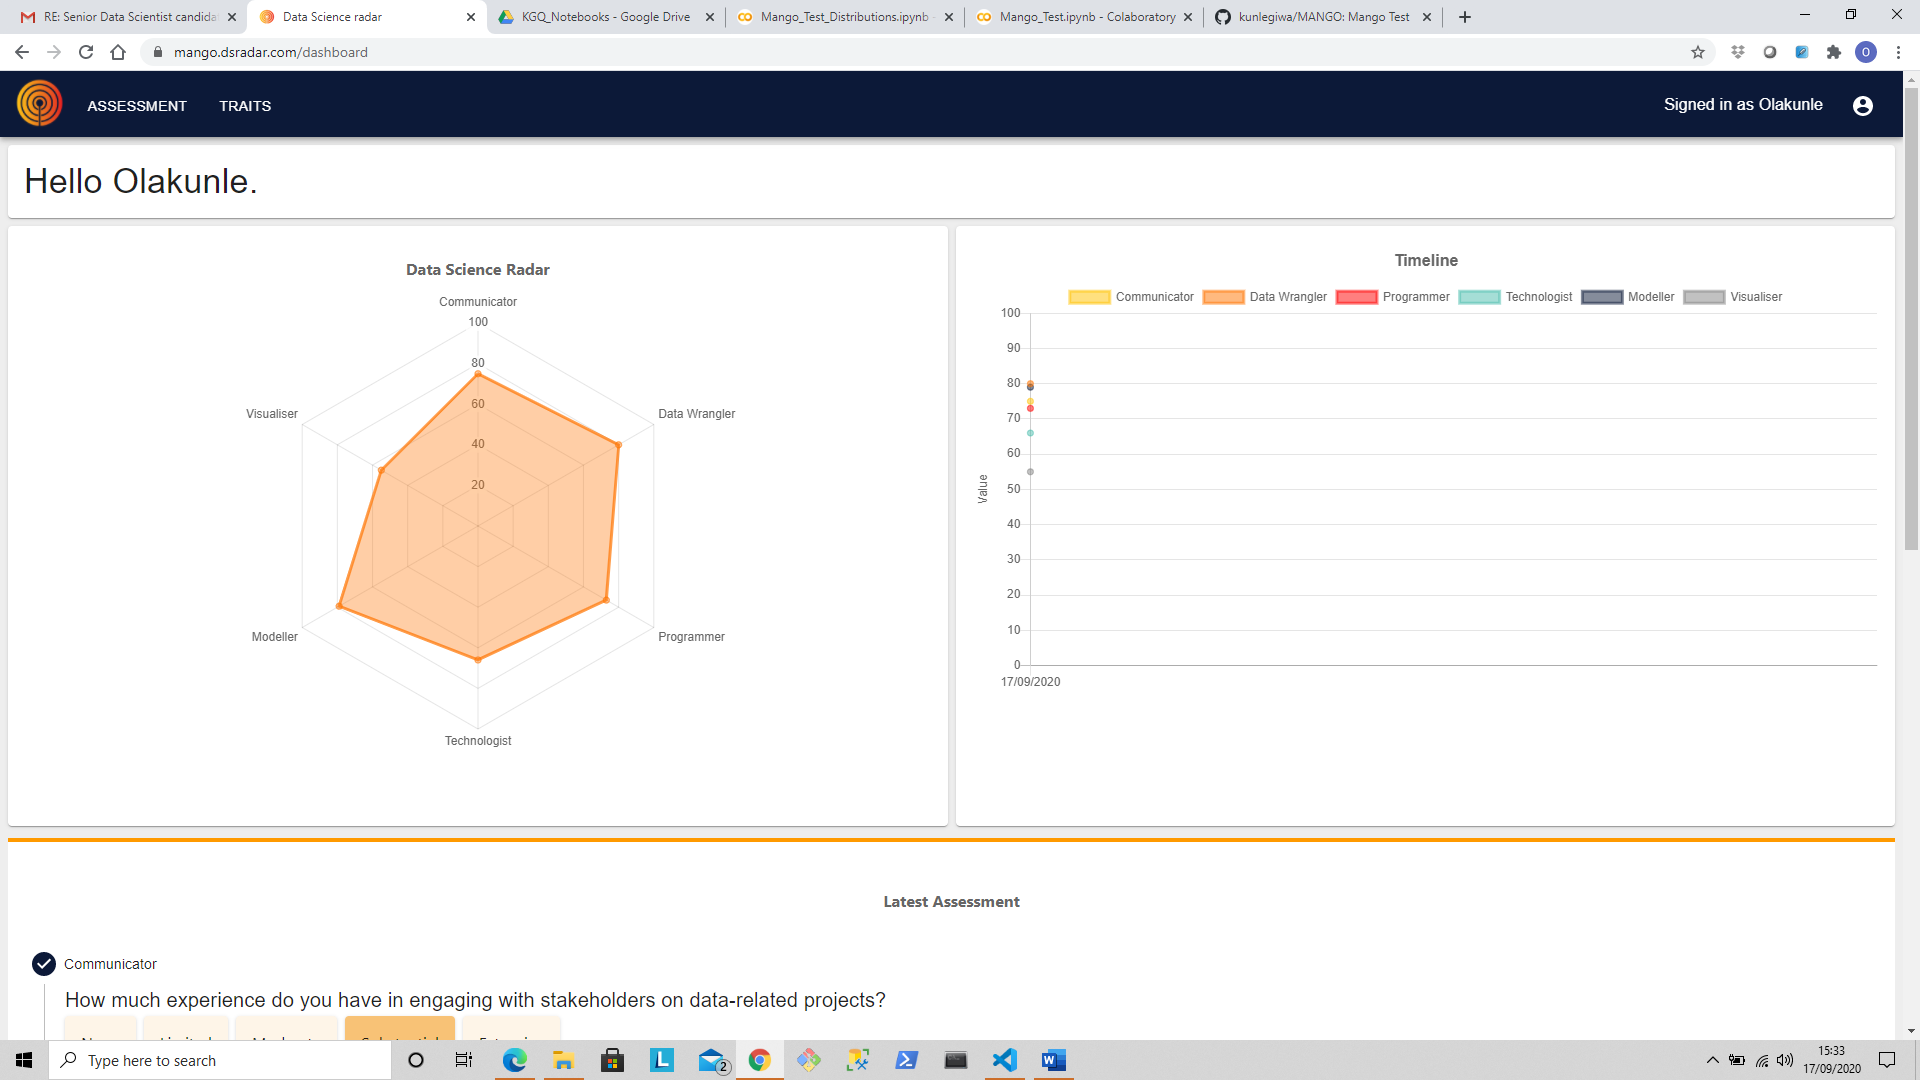 RE: Senior Data Scientist candida
Data Science radar
KGQ_Notebooks - Google Drive
Mango_Test_Distributions.ipynb
Mango_Test.ipynb - Colaboratory
kunlegiwa/MANGO: Mango Test
mango.dsradar.com/dashboard
O
ASSESSMENT
TRAITS
Signed in as Olakunle
Hello Olakunle.
Data Science Radar
Communicator
100
80
60
40
20
Visualiser
Data Wrangler
Modeller
Programmer
Technologist
Timeline
Communicator
Data Wrangler
Programmer
Technologist
Modeller
Visualiser
100
90
80
70
60
50
40
30
20
10
0
Value
17/09/2020
Latest Assessment
Communicator
How much experience do you have in engaging with stakeholders on data-related projects?
Type here to search
L
2
15:33
17/09/2020